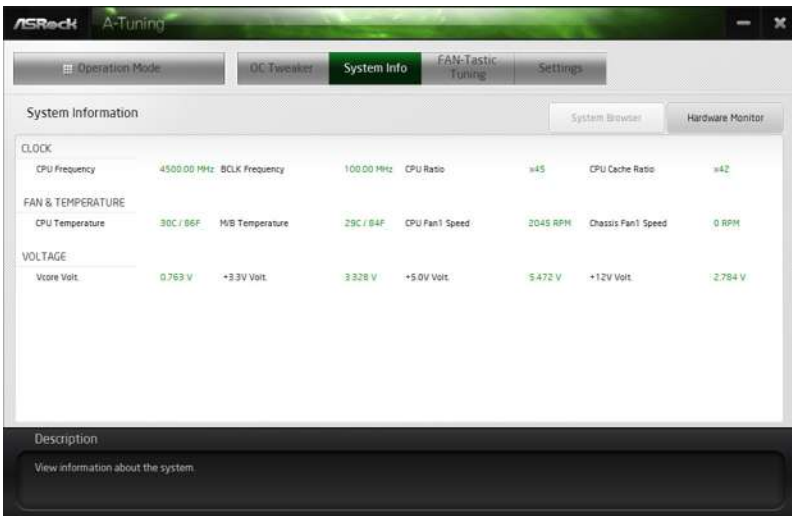 ASRock A-Tuning
Operation Mode OC Tweaker System Info FAN-Tastic Tuning Settings
System Information System Browser Hardware Monitor
CLOCK
CPU Frequency 4500.00 MHz BCLK Frequency 100.00 MHz CPU Ratio x45 CPU Cache Ratio x42
FAN & TEMPERATURE
CPU Temperature 30C / 86F M/B Temperature 29C / 84F CPU Fan1 Speed 2045 RPM Chassis Fan1 Speed 0 RPM
VOLTAGE
Vcore Volt. 0.763 V +3.3V Volt. 3.328 V +5.0V Volt. 5.472 V +12V Volt. 2.784 V
Description
View information about the system.